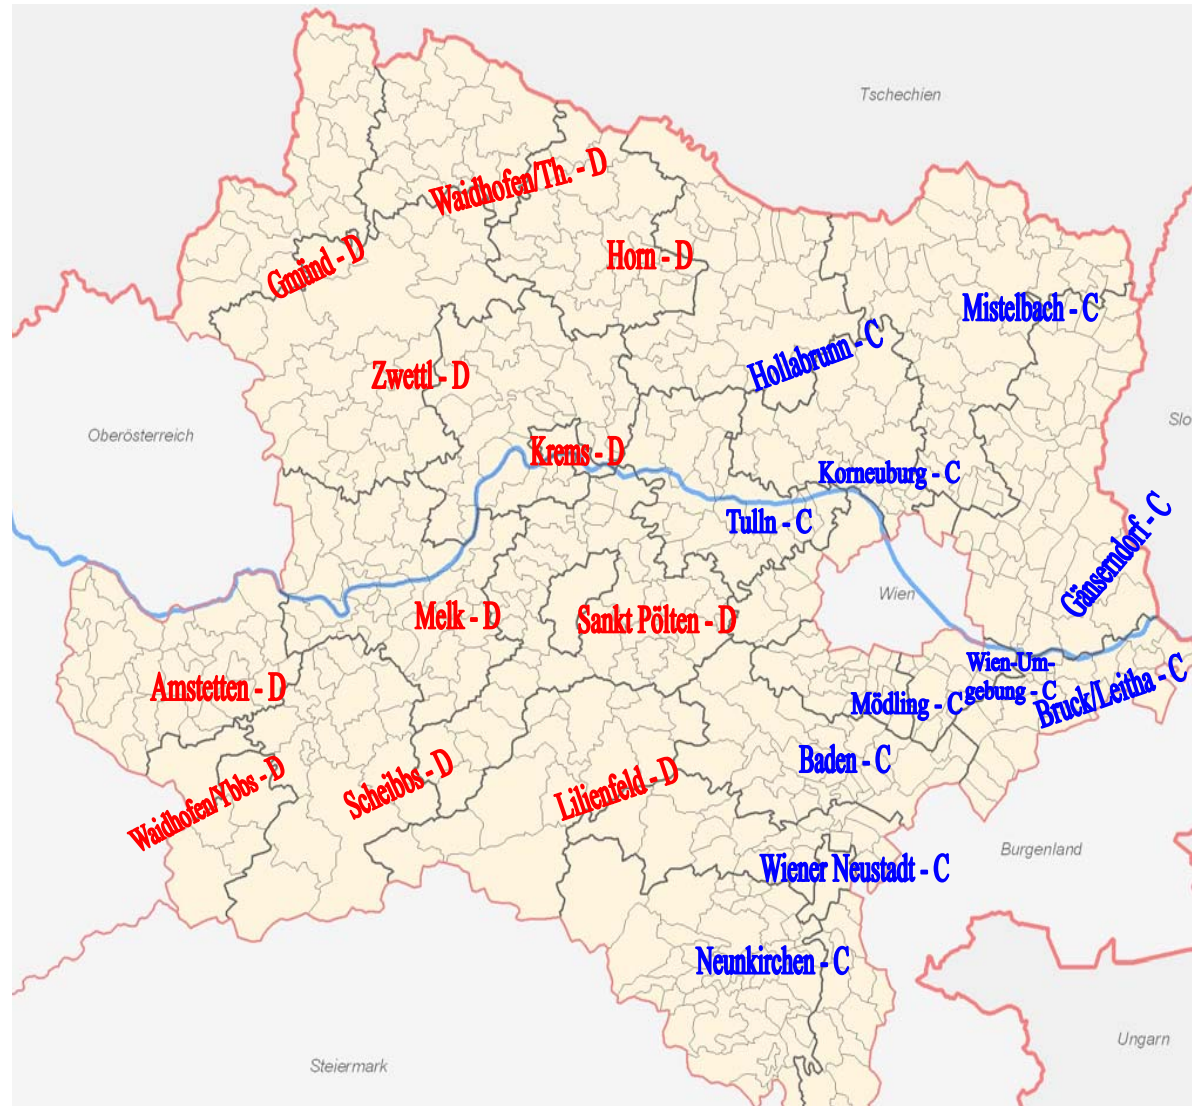 Tschechien
Waidhofen/Th. - D
Horn - D
Gmünd - D
Mistelbach - C
Hollabrunn - C
Zwettl - D
Oberösterreich
Slo
Krems - D
Korneuburg - C
Tulln - C
Gänserndorf - C
Wien
Melk - D
Sankt Pölten - D
Wien-Um-
gebung - C
Bruck/Leitha - C
Amstetten - D
Mödling - C
Baden - C
Waidhofen/Ybbs - D
Scheibbs - D
Lilienfeld - D
Burgenland
Wiener Neustadt - C
Neunkirchen - C
Ungarn
Steiermark